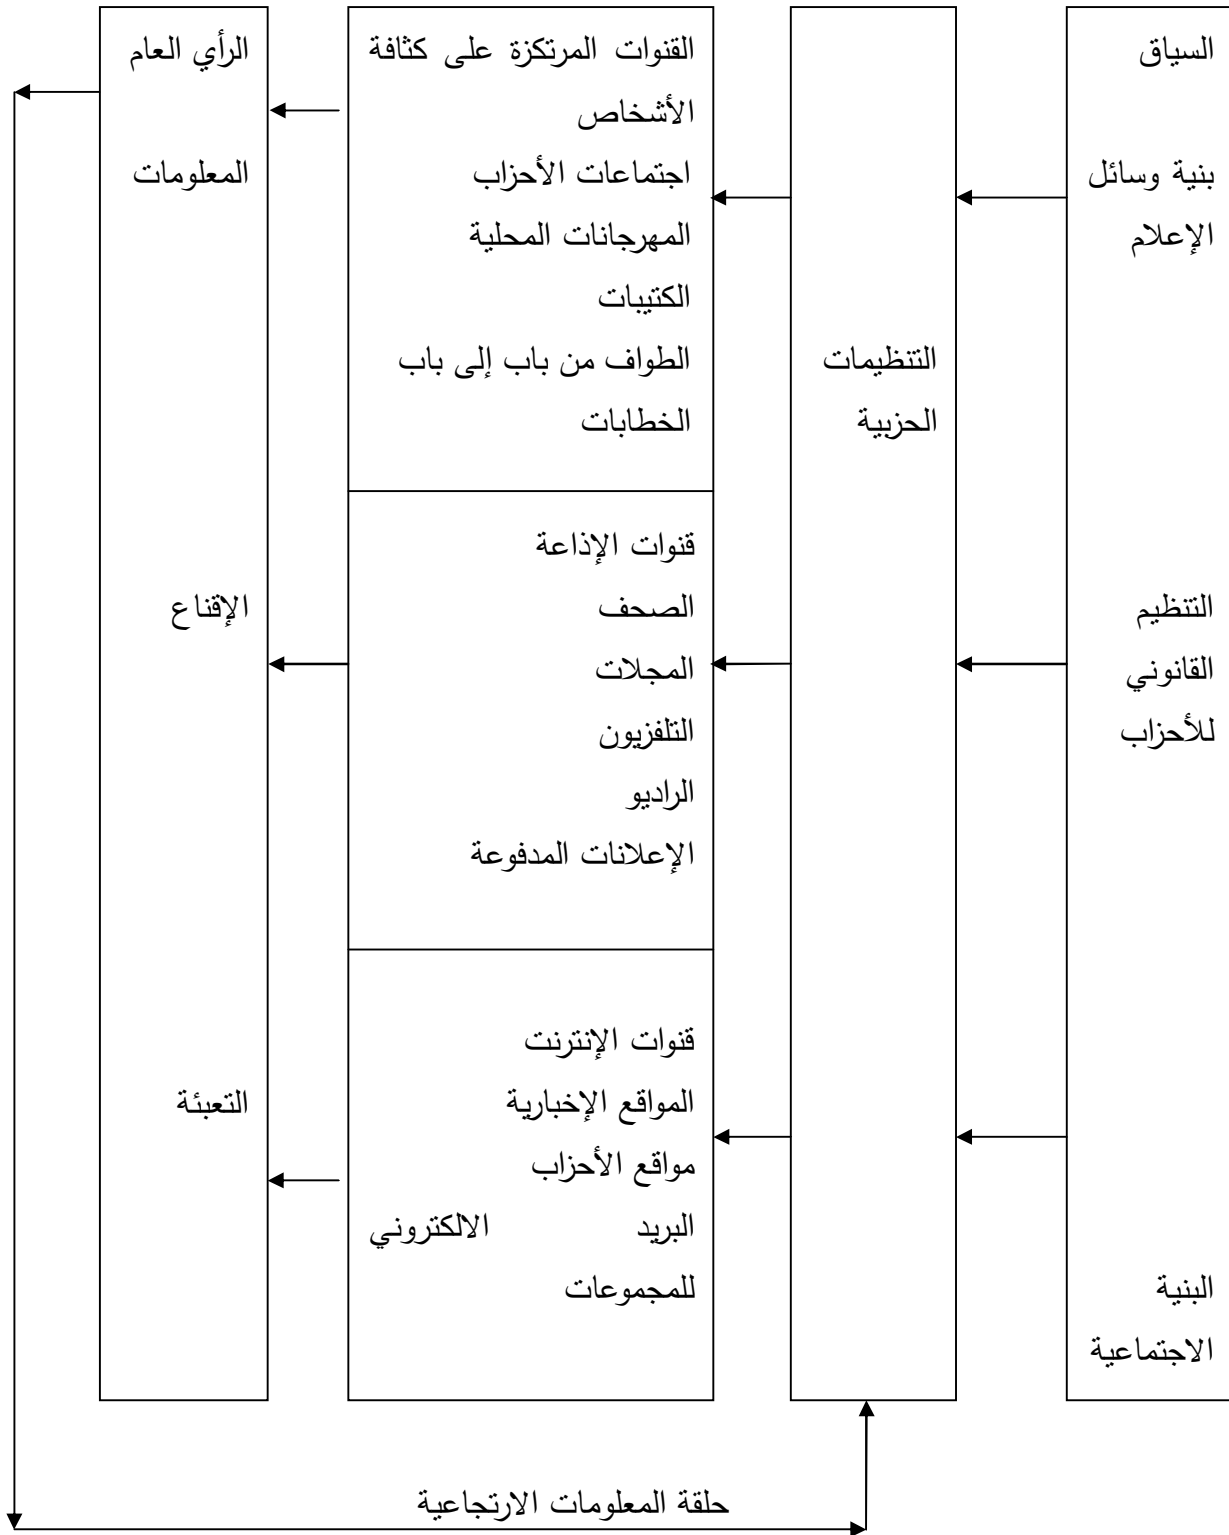 السياق
بنية وسائل
الإعلام
التنظيم
القانوني
للأحزاب
البنية
الاجتماعية
التنظيمات
الحزبية
القنوات المرتكزة على كثافة
الأشخاص
اجتماعات الأحزاب
المهرجانات المحلية
الكتيبات
الطواف من باب إلى باب
الخطابات
قنوات الإذاعة
الصحف
المجلات
التلفزيون
الراديو
الإعلانات المدفوعة
قنوات الإنترنت
المواقع الإخبارية
مواقع الأحزاب
البريد الالكتروني
للمجموعات
الرأي العام
المعلومات
الإقناع
التعبئة
حلقة المعلومات الارتجاعية